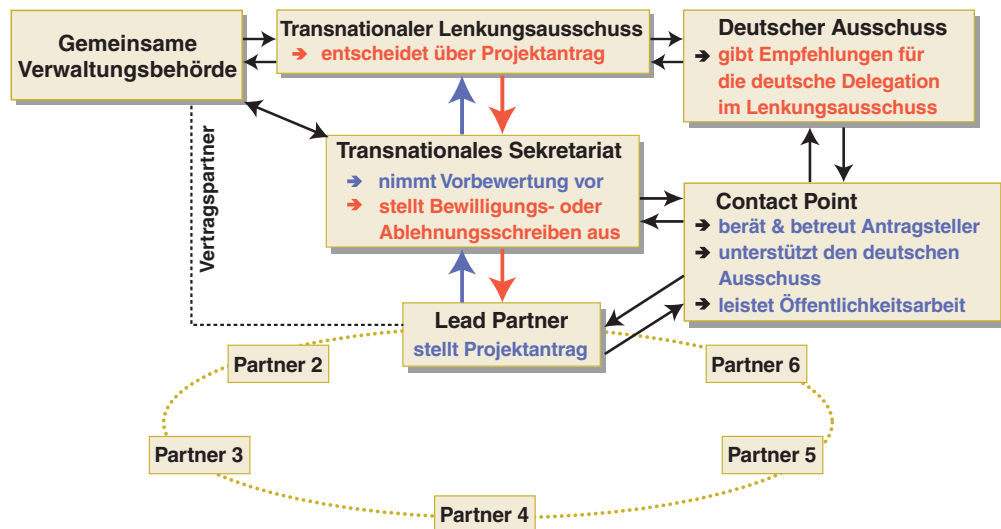 Gemeinsame
Verwaltungsbehörde
Transnationaler Lenkungsausschuss
➔ entscheidet über Projektantrag
Deutscher Ausschuss
➔ gibt Empfehlungen für
die deutsche Delegation
im Lenkungsausschuss
Vertragspartner
Transnationales Sekretariat
➔ nimmt Vorbewertung vor
➔ stellt Bewilligungs- oder
Ablehnungsschreiben aus
Contact Point
➔ berät & betreut Antragsteller
➔ unterstützt den deutschen
Ausschuss
➔ leistet Öffentlichkeitsarbeit
Lead Partner
stellt Projektantrag
Partner 2
Partner 6
Partner 3
Partner 5
Partner 4